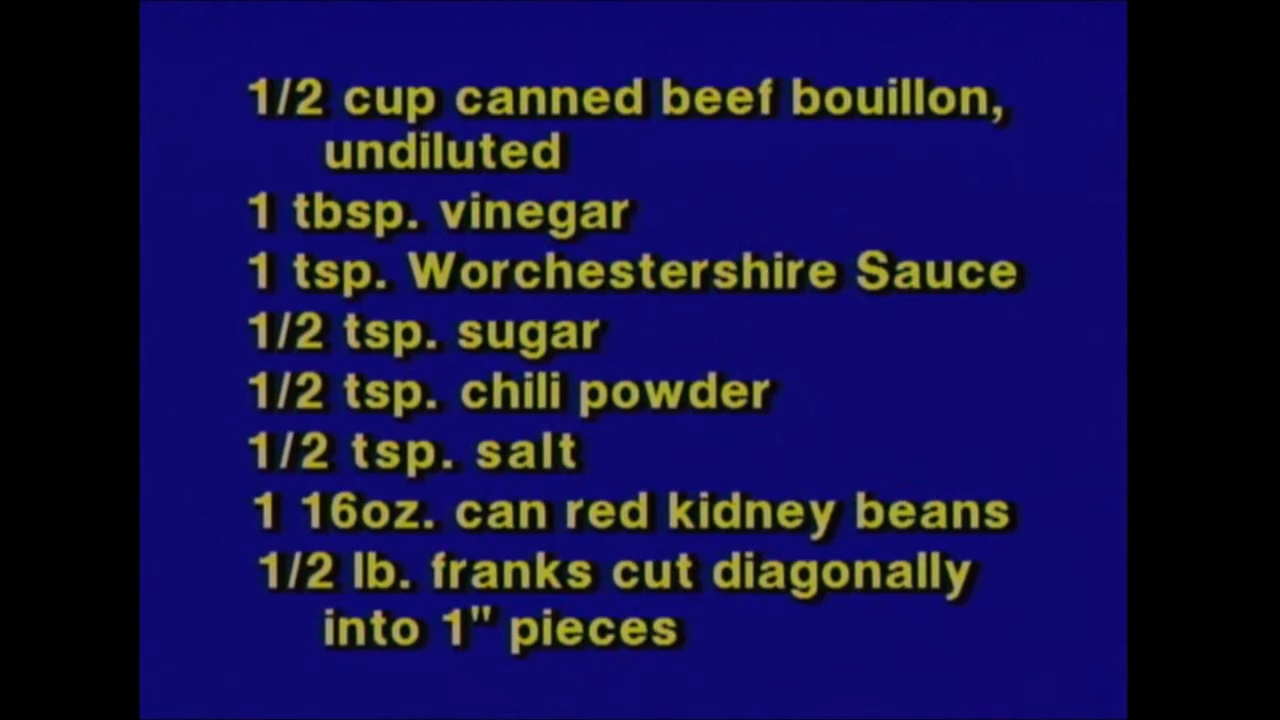 1/2 cup canned beef bouillon,
undiluted
1 tbsp. vinegar
1 tsp. Worchestershire Sauce
1/2 tsp. sugar
1/2 tsp. chili powder
1/2 tsp. salt
1 16oz. can red kidney beans
1/2 lb. franks cut diagonally
into 1" pieces